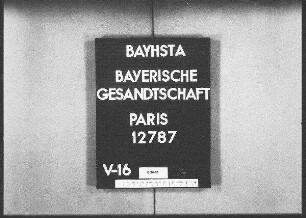 BAYHSTA
BAYERISCHE
GESANDTSCHAFT
PARIS
12787
V-16